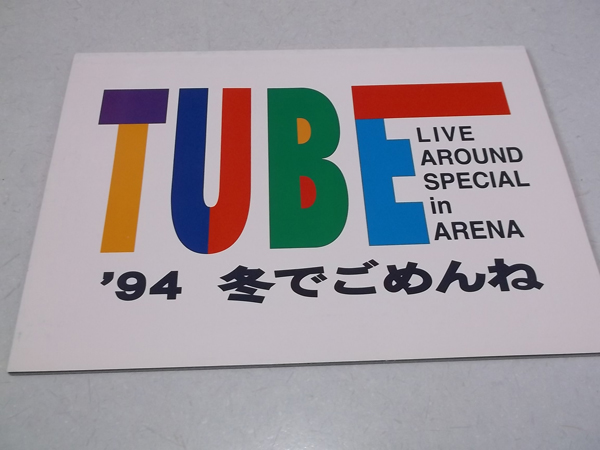 TUBE
LIVE
AROUND
SPECIAL
in
ARENA
'94 冬でごめんね